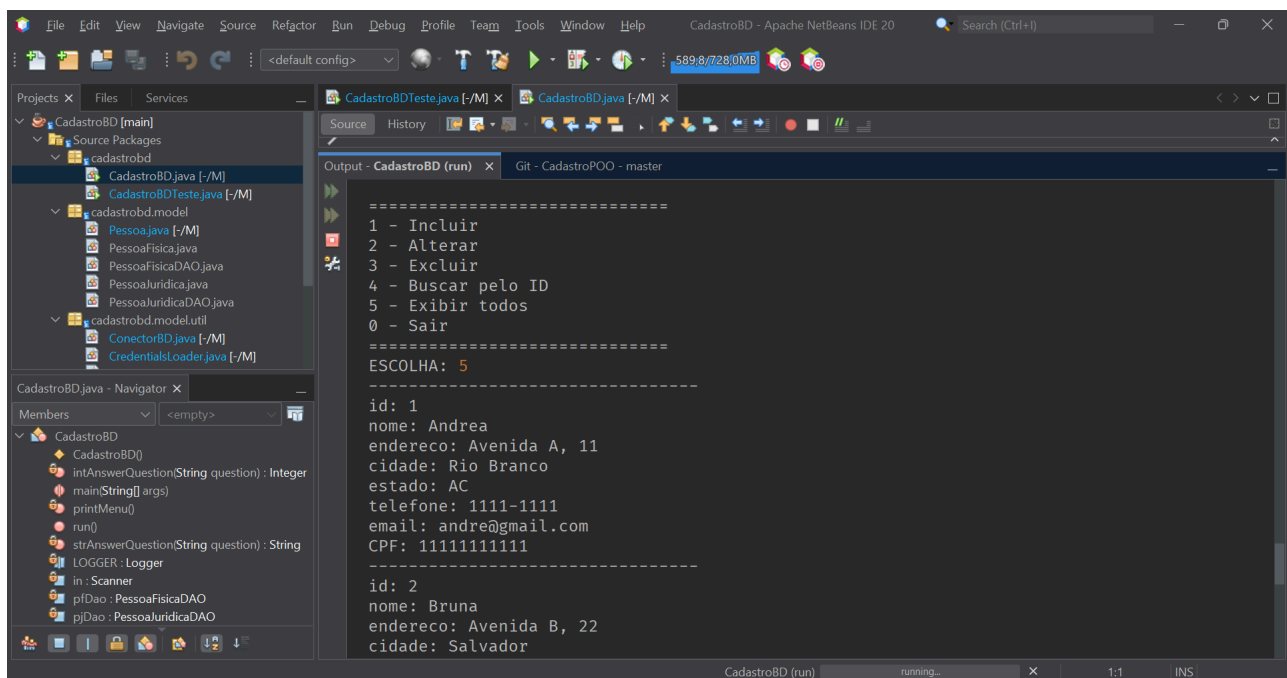 File Edit View Navigate Source Refactor Run Debug Profile Team Tools Window Help CadastroBD - Apache NetBeans IDE 20 Search (Ctrl+I)
<default config> 589,8/728,0MB
Projects Files Services
CadastroBD [main]
Source Packages
cadastrobd
CadastroBD.java [-/M]
CadastroBDTeste.java [-/M]
cadastrobd.model
Pessoa.java [-/M]
PessoaFisica.java
PessoaFisicaDAO.java
PessoaJuridica.java
PessoaJuridicaDAO.java
cadastrobd.model.util
ConectorBD.java [-/M]
CredentialsLoader.java [-/M]
CadastroBD.java - Navigator
Members <empty>
CadastroBD
CadastroBD()
intAnswerQuestion(String question) : Integer
main(String[] args)
printMenu()
run()
strAnswerQuestion(String question) : String
LOGGER : Logger
in : Scanner
pfDao : PessoaFisicaDAO
pjDao : PessoaJuridicaDAO
CadastroBDTeste.java [-/M] CadastroBD.java [-/M]
Source History
Output - CadastroBD (run) Git - CadastroPOO - master
==============================
1 - Incluir
2 - Alterar
3 - Excluir
4 - Buscar pelo ID
5 - Exibir todos
0 - Sair
==============================
ESCOLHA: 5
---------------------------------
id: 1
nome: Andrea
endereco: Avenida A, 11
cidade: Rio Branco
estado: AC
telefone: 1111-1111
email: andre@gmail.com
CPF: 11111111111
---------------------------------
id: 2
nome: Bruna
endereco: Avenida B, 22
cidade: Salvador
CadastroBD (run) running... 1:1 INS